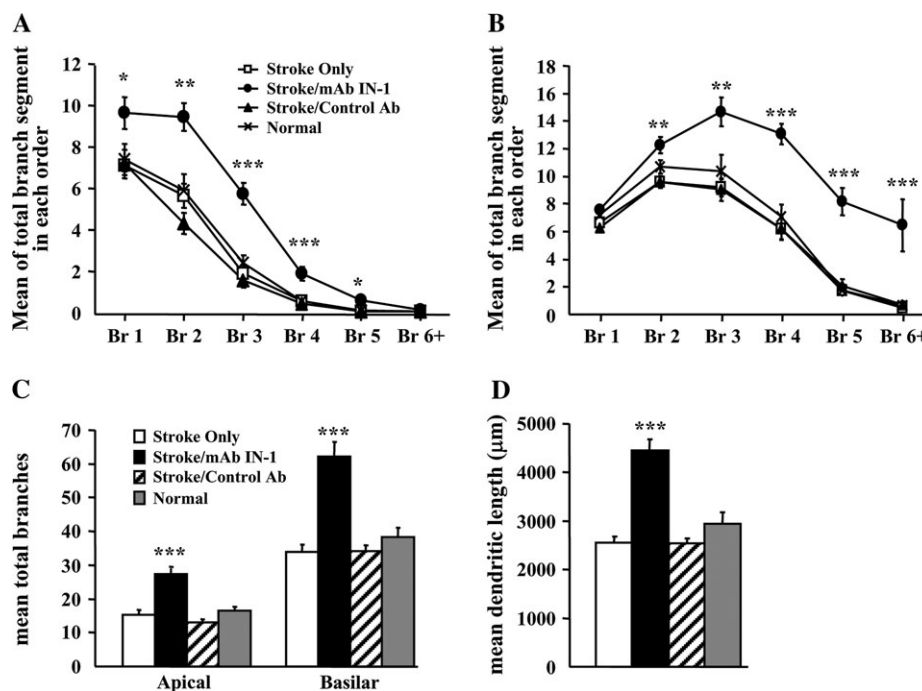 A
Mean of total branch segment
in each order
12
10
8
6
4
2
0
*
**
***
***
*
Stroke Only
Stroke/mAb IN-1
Stroke/Control Ab
Normal
Br 1 Br 2 Br 3 Br 4 Br 5 Br 6+
B
Mean of total branch segment
in each order
18
16
14
12
10
8
6
4
2
0
**
**
***
***
***
Br 1 Br 2 Br 3 Br 4 Br 5 Br 6+
C
mean total branches
70
60
50
40
30
20
10
0
Stroke Only
Stroke/mAb IN-1
Stroke/Control Ab
Normal
***
***
Apical Basilar
D
mean dendritic length (µm)
5000
4000
3000
2000
1000
0
***